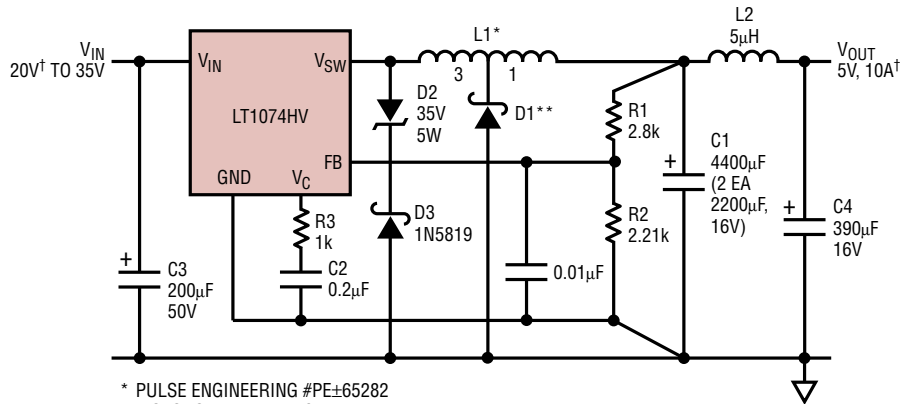 L2
5µH
L1*
V_IN
20V† TO 35V
V_IN
V_SW
V_OUT
5V, 10A†
3
1
D2
35V
5W
D1**
R1
2.8k
LT1074HV
C1
4400µF
(2 EA
2200µF,
16V)
FB
GND
V_C
+
+
R3
1k
D3
1N5819
R2
2.21k
C4
390µF
16V
+
C3
200µF
50V
C2
0.2µF
0.01µF
* PULSE ENGINEERING #PE±65282